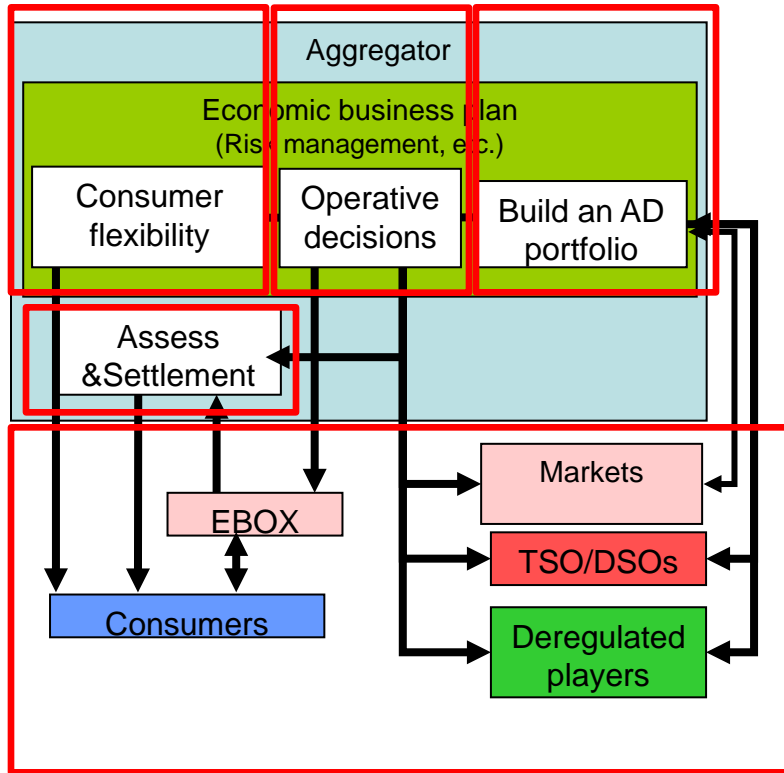 Aggregator
Economic business plan
(Risk management, etc.)
Consumer
flexibility
Operative
decisions
Build an AD
portfolio
Assess
&Settlement
Markets
EBOX
TSO/DSOs
Consumers
Deregulated
players